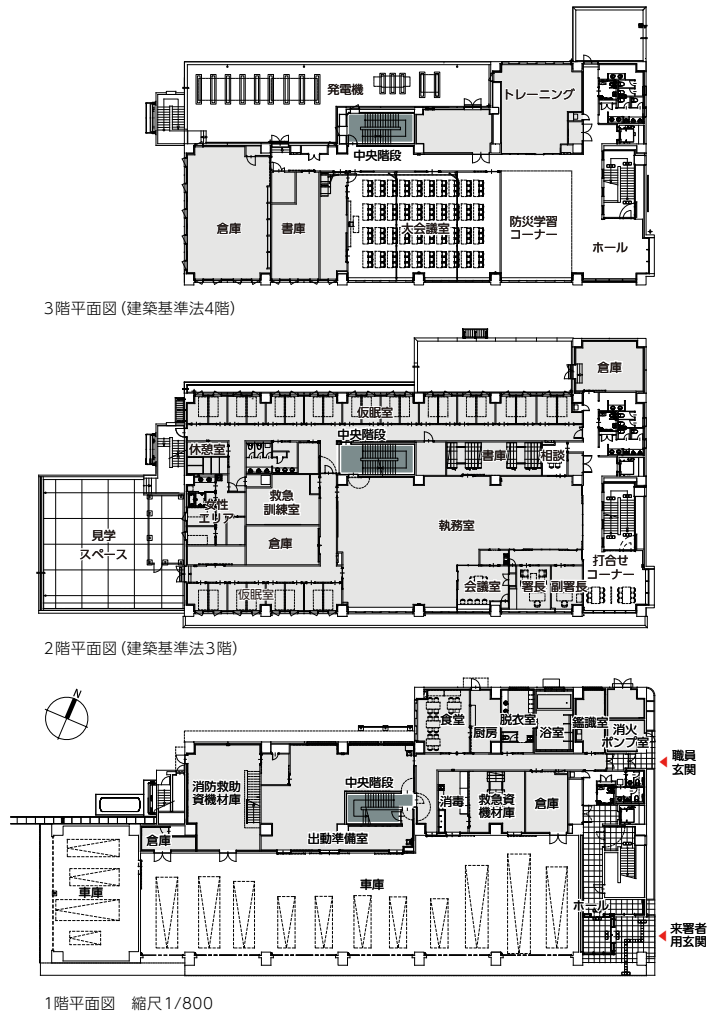 発電機
トレーニング
中央階段
倉庫
書庫
大会議室
防災学習
コーナー
ホール
3階平面図(建築基準法4階)
倉庫
仮眠室
中央階段
休憩室
書庫
相談
女性
エリア
救急
訓練室
執務室
見学
スペース
倉庫
打合せ
コーナー
会議室
署長
副署長
仮眠室
2階平面図(建築基準法3階)
N
食堂
厨房
脱衣室
浴室
鑑識室
消火
ポンプ室
職員
玄関
消防救助
資機材庫
中央階段
消毒
救急資
機材庫
倉庫
倉庫
出動準備室
車庫
車庫
ホール
来署者
用玄関
1階平面図 縮尺1/800